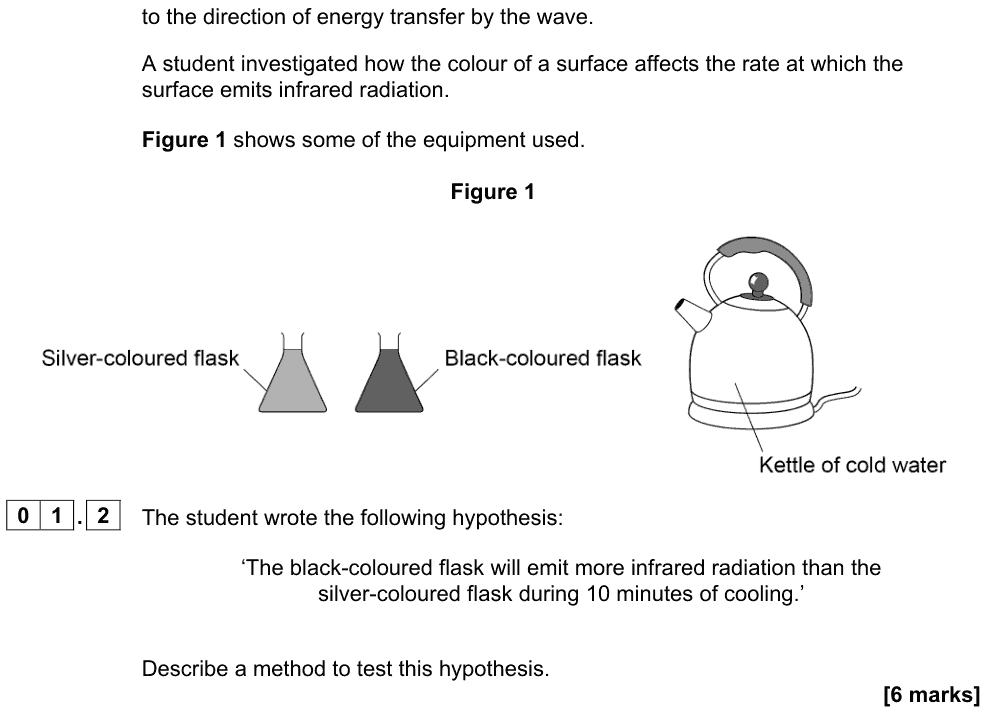 to the direction of energy transfer by the wave.
A student investigated how the colour of a surface affects the rate at which the
surface emits infrared radiation.
Figure 1 shows some of the equipment used.
Figure 1
Silver-coloured flask
Black-coloured flask
Kettle of cold water
0 1 . 2 The student wrote the following hypothesis:
‘The black-coloured flask will emit more infrared radiation than the
silver-coloured flask during 10 minutes of cooling.’
Describe a method to test this hypothesis.
[6 marks]